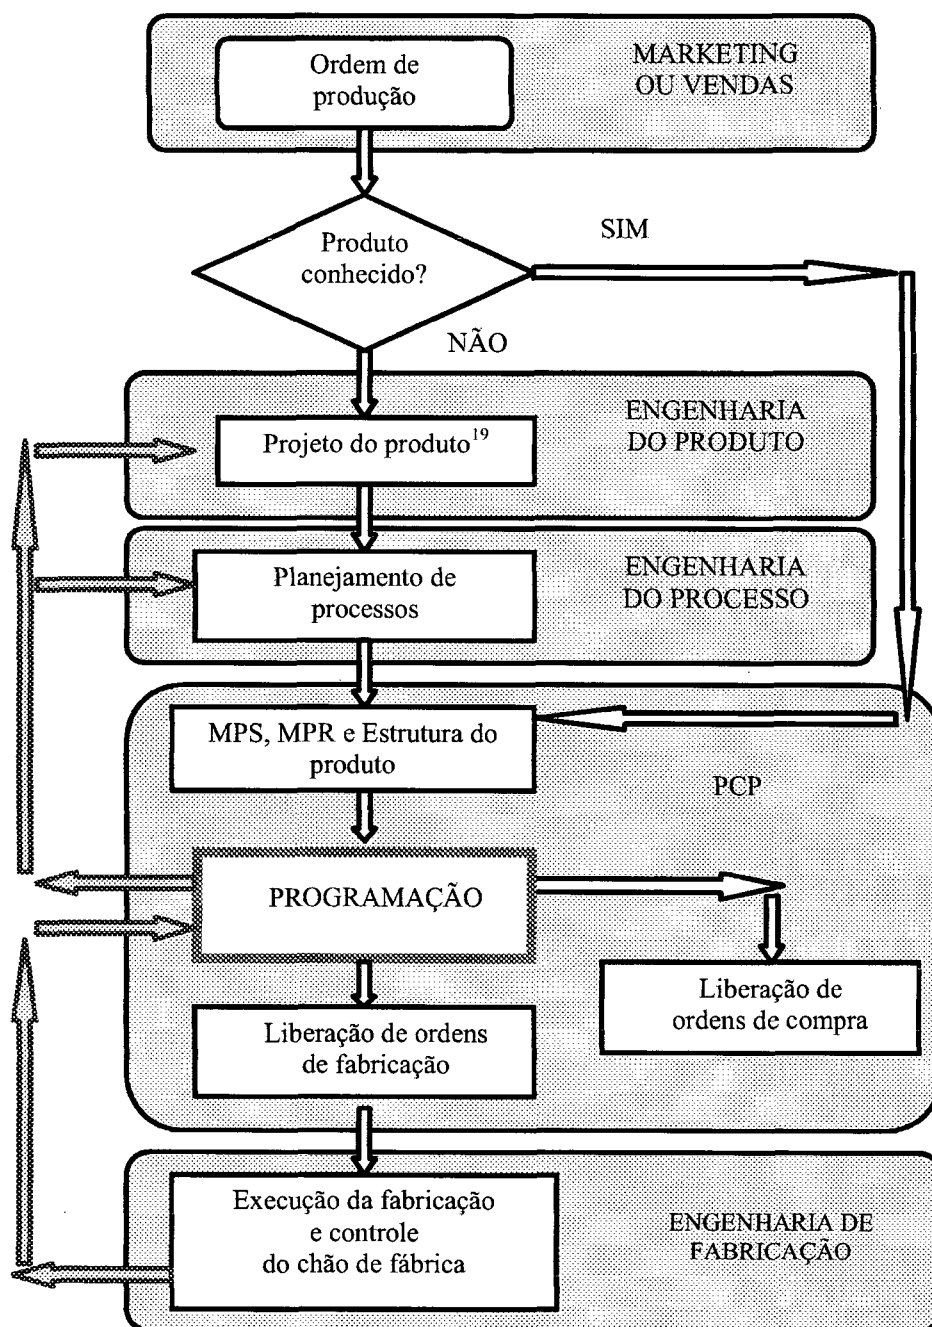 Ordem de
produção
MARKETING
OU VENDAS
Produto
conhecido?
SIM
NÃO
Projeto do produto19
ENGENHARIA
DO PRODUTO
Planejamento de
processos
ENGENHARIA
DO PROCESSO
MPS, MPR e Estrutura do
produto
PCP
PROGRAMAÇÃO
Liberação de
ordens de compra
Liberação de ordens
de fabricação
Execução da fabricação
e controle
do chão de fábrica
ENGENHARIA DE
FABRICAÇÃO